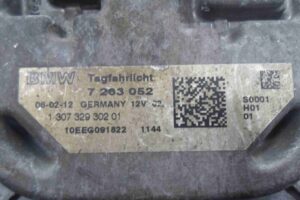 BMW Tagfahrlicht
7 263 052
06-02-12 GERMANY 12V
1 307 329 302 01
10EEG091822 1144
S0001
H01
01